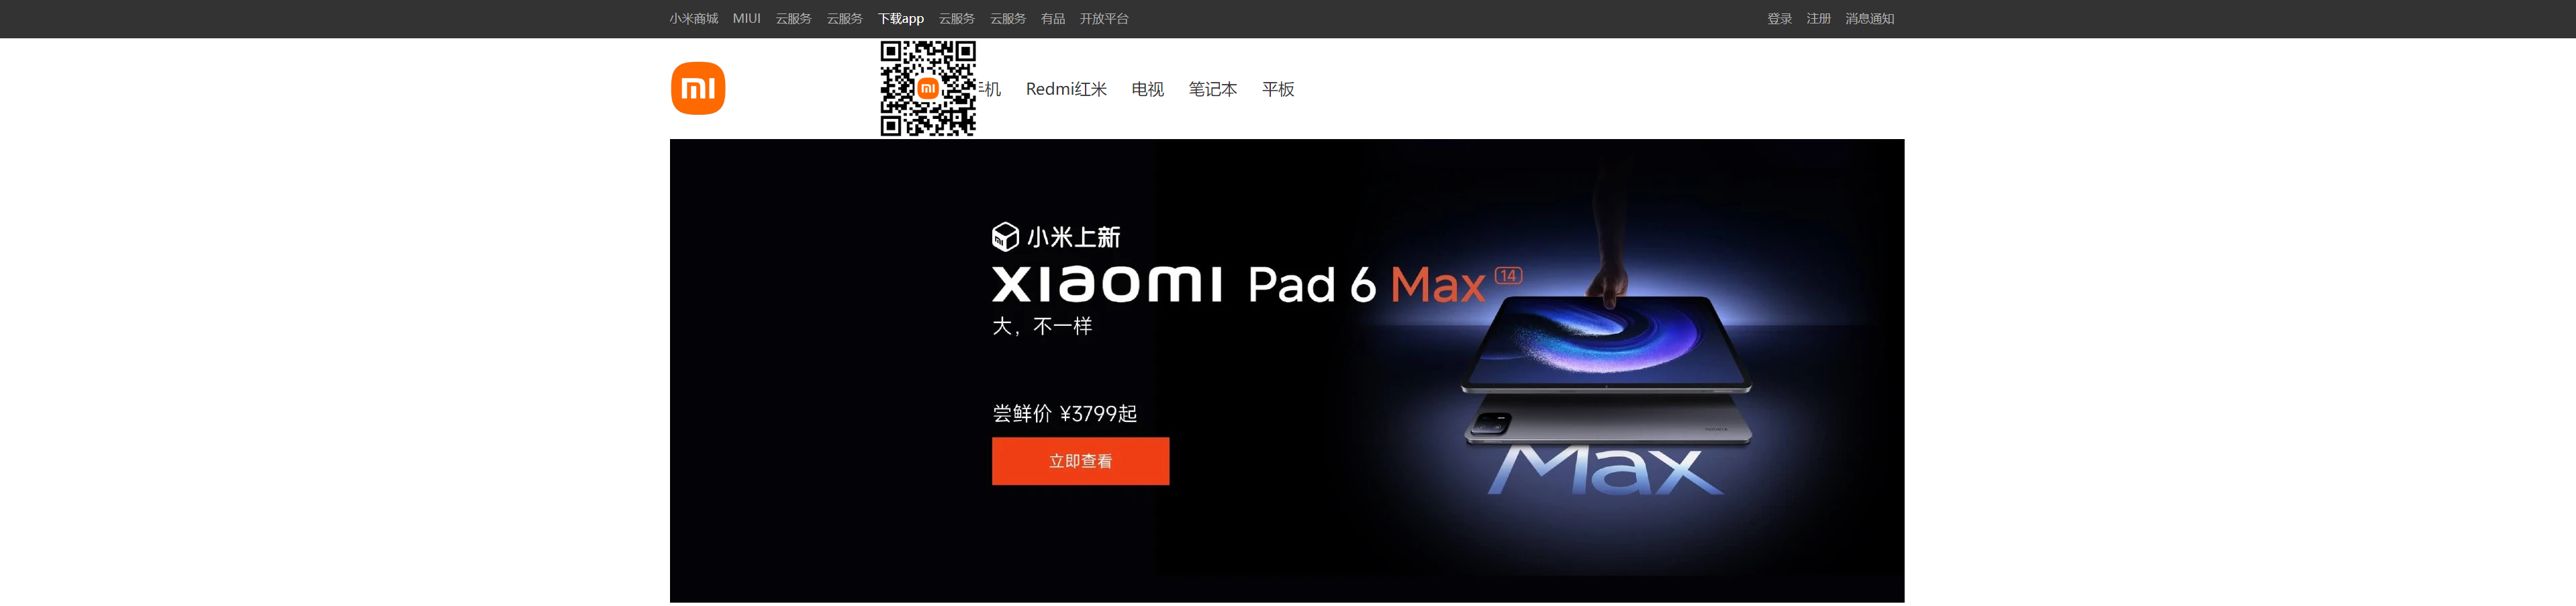 小米商城 MIUI 云服务 云服务 下载app 云服务 云服务 有品 开放平台 登录 注册 消息通知
机 Redmi红米 电视 笔记本 平板
小米上新
xiaomi Pad 6 Max 14
大，不一样
尝鲜价 ¥3799起
立即查看
Max